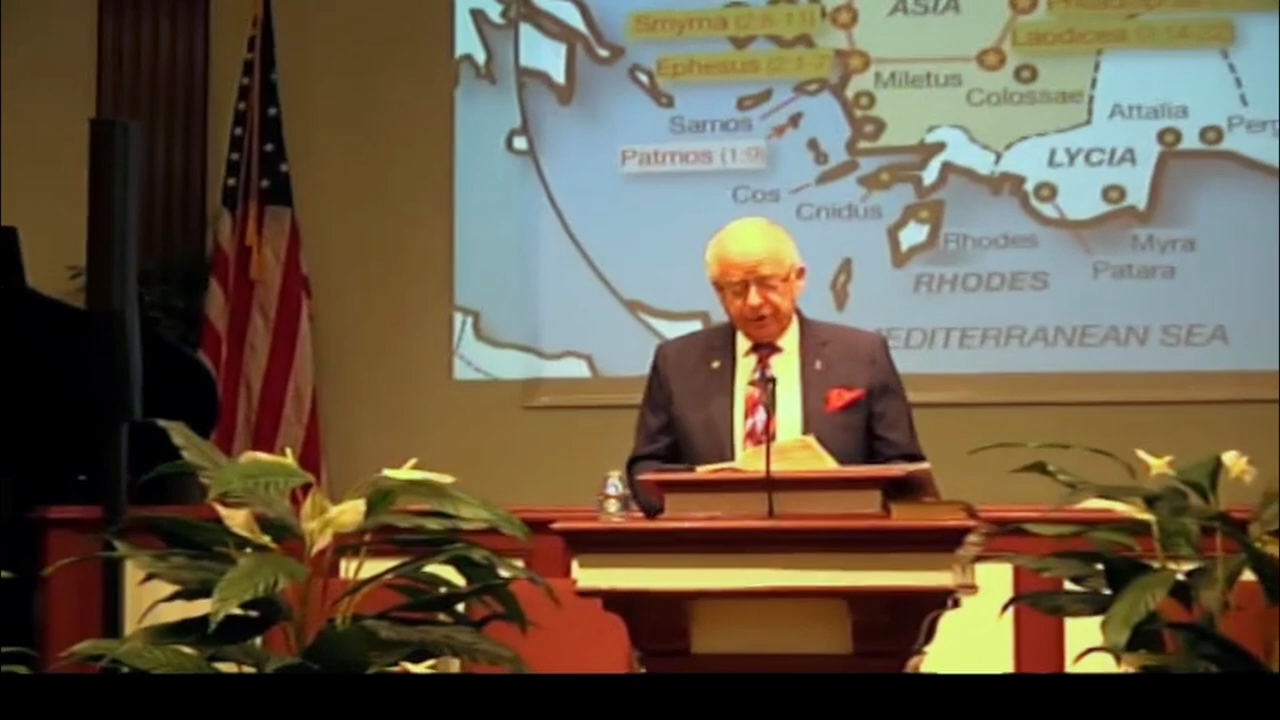 ASIA
Smyrna (2:8-11)
Laodicea (3:14-22)
Ephesus (2:1-7
Miletus
Colossae
Attalia
Samos
Patmos (1:9)
LYCIA
Cos
Cnidus
Rhodes
Myra
Patara
RHODES
EDITERRANEAN SEA